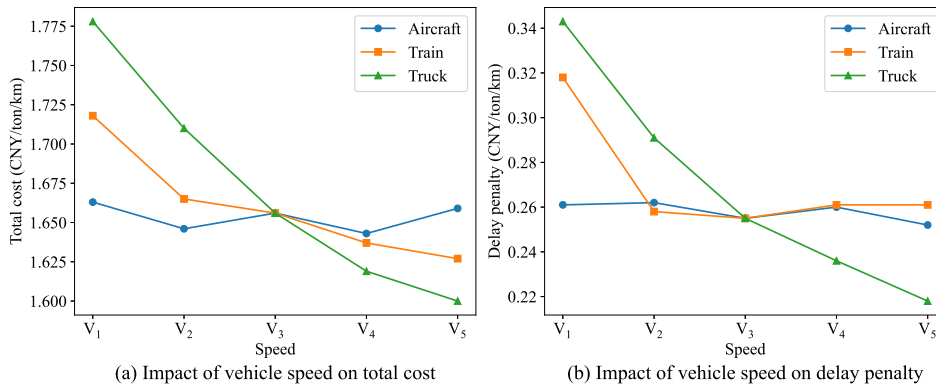 Total cost (CNY/ton/km)
1.775
1.750
1.725
1.700
1.675
1.650
1.625
1.600
Aircraft
Train
Truck
V1 V2 V3 V4 V5
Speed
(a) Impact of vehicle speed on total cost
Delay penalty (CNY/ton/km)
0.34
0.32
0.30
0.28
0.26
0.24
0.22
Aircraft
Train
Truck
V1 V2 V3 V4 V5
Speed
(b) Impact of vehicle speed on delay penalty